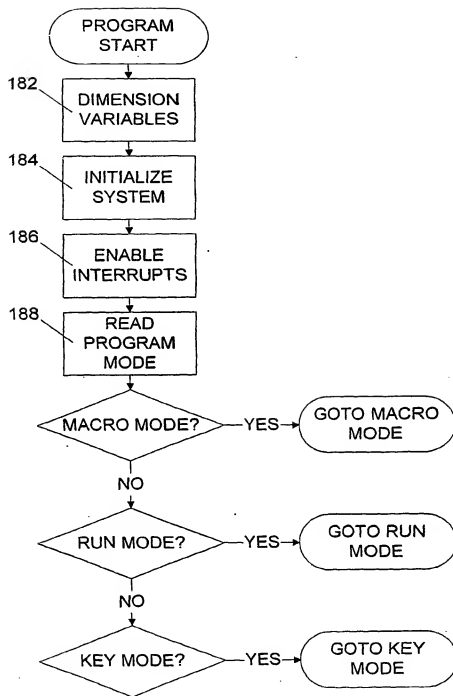 PROGRAM
START
182
DIMENSION
VARIABLES
184
INITIALIZE
SYSTEM
186
ENABLE
INTERRUPTS
188
READ
PROGRAM
MODE
MACRO MODE?
YES
GOTO MACRO
MODE
NO
RUN MODE?
YES
GOTO RUN
MODE
NO
KEY MODE?
YES
GOTO KEY
MODE